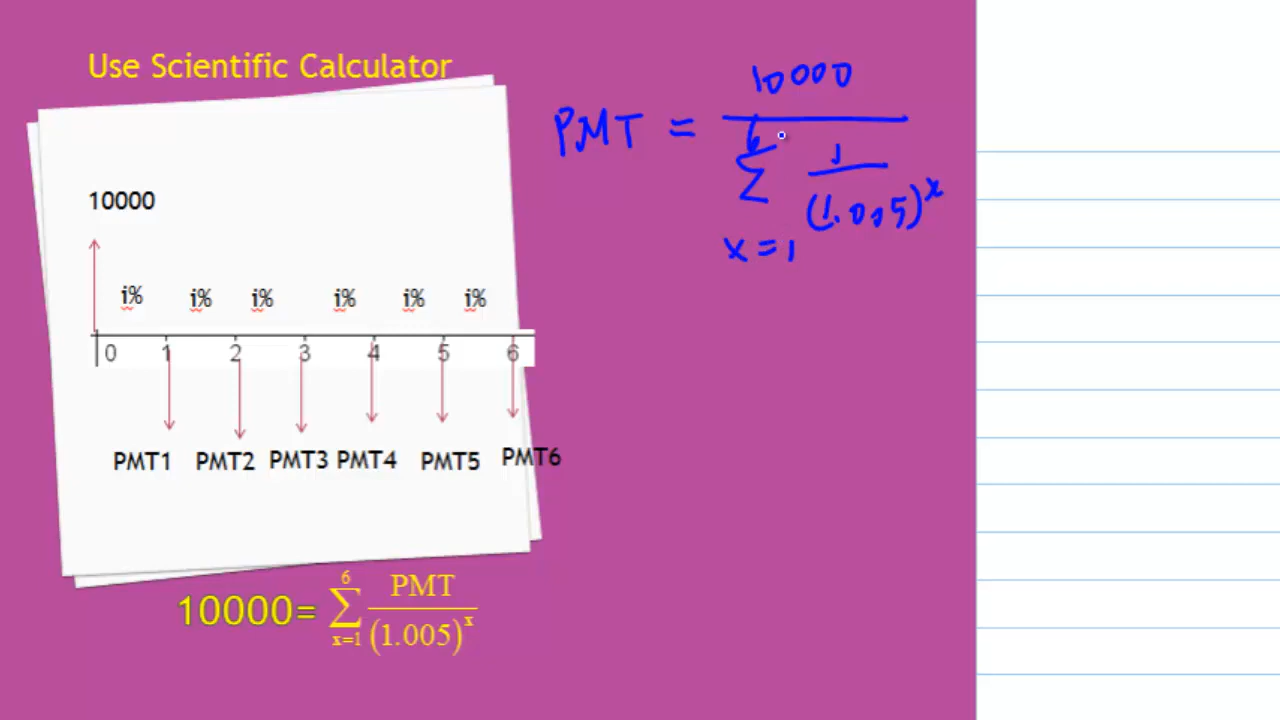 Use Scientific Calculator
10000
PMT =
6
∑ 1
(1.005)^x
x = 1
10000
i% i% i% i% i% i%
0 1 2 3 4 5 6
PMT1 PMT2 PMT3 PMT4 PMT5 PMT6
6
10000= ∑ PMT
x=1 (1.005)^x